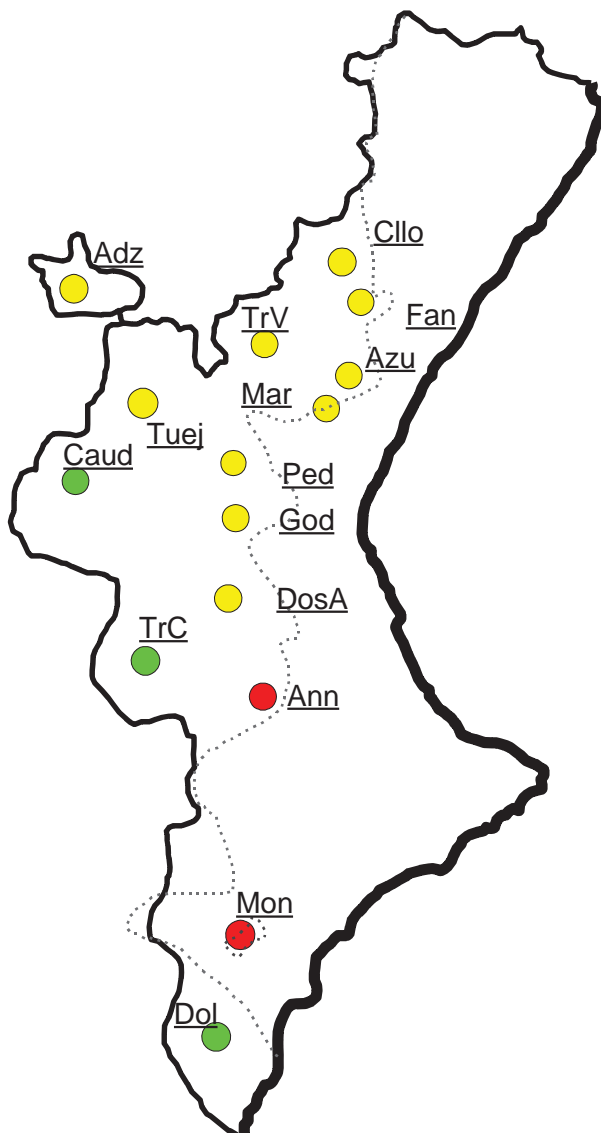 Cllo
Adz
Fan
TrV
Azu
Mar
Tuej
Caud
Ped
God
DosA
TrC
Ann
Mon
Dol